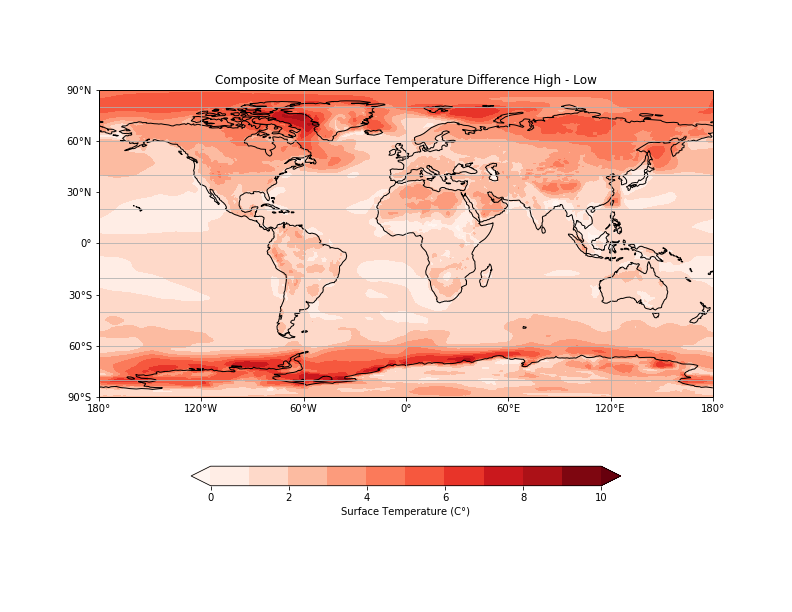 Composite of Mean Surface Temperature Difference High - Low
90°N
60°N
30°N
0°
30°S
60°S
90°S
180° 120°W 60°W 0° 60°E 120°E 180°
0 2 4 6 8 10
Surface Temperature (C°)